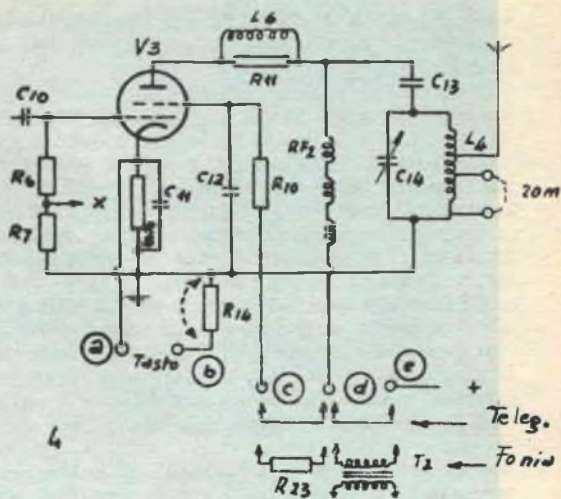 V3
L6
R11
C10
C13
R6
C11
C12
R10
RF2
C14
L4
20m
X
R7
R14
a
Tasto
b
c
d
e
+
Teleg.
4
R23
T2
Fonia